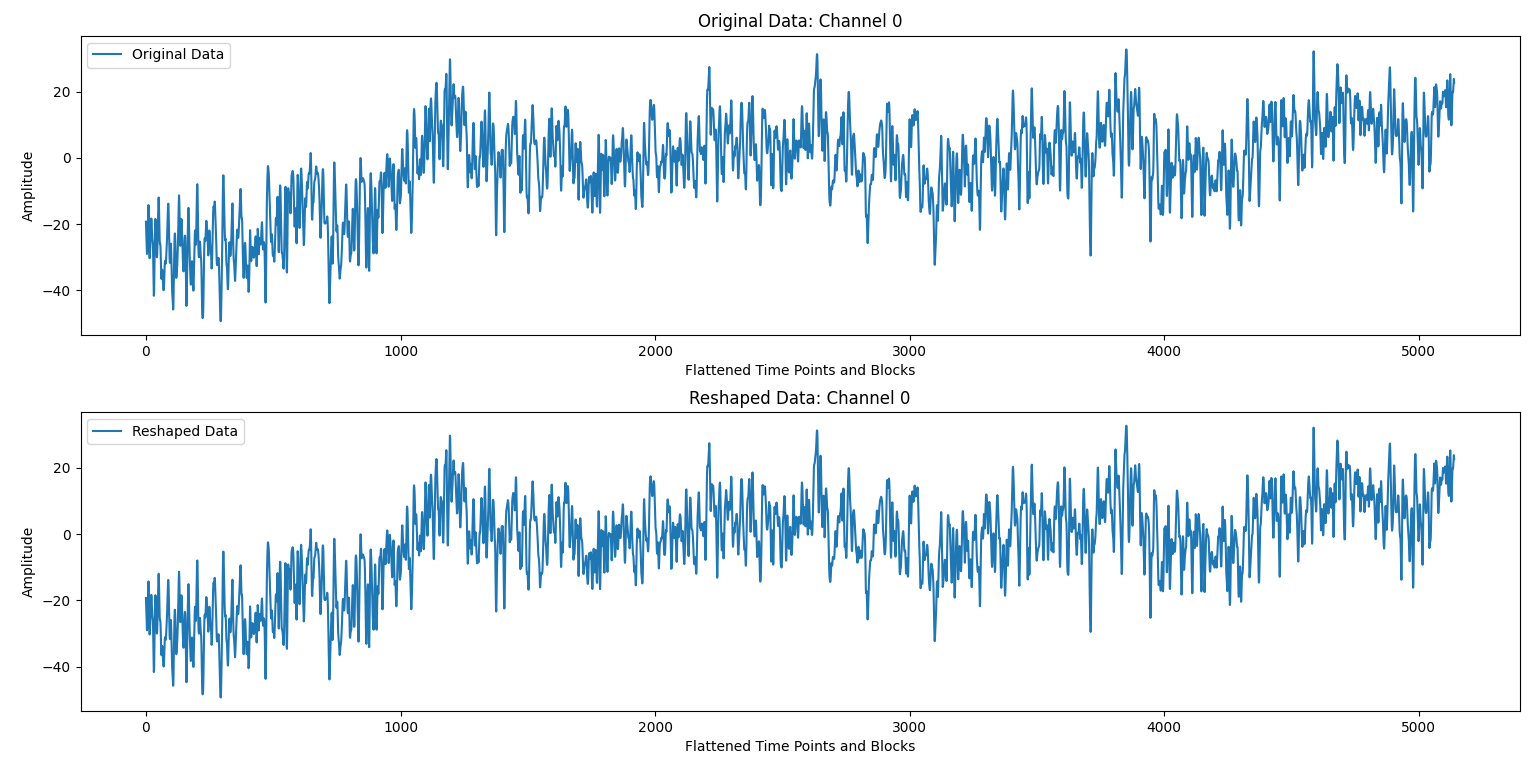 Original Data: Channel 0
Original Data
20
0
−20
−40
Amplitude
0 1000 2000 3000 4000 5000
Flattened Time Points and Blocks
Reshaped Data: Channel 0
Reshaped Data
20
0
−20
−40
Amplitude
0 1000 2000 3000 4000 5000
Flattened Time Points and Blocks